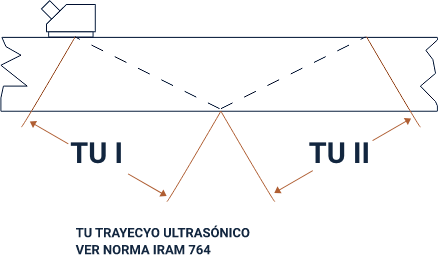 TU I
TU II
TU TRAYECYO ULTRASÓNICO
VER NORMA IRAM 764